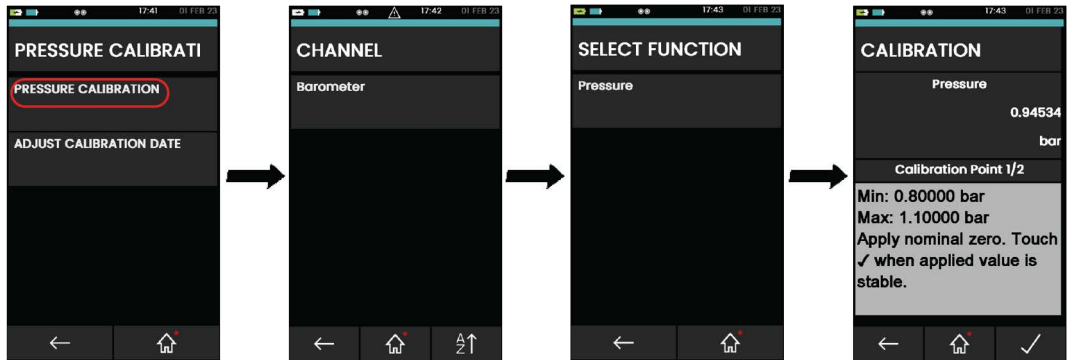 17:41 01 FEB 23
PRESSURE CALIBRATI
PRESSURE CALIBRATION
ADJUST CALIBRATION DATE
17:42 01 FEB 23
CHANNEL
Barometer
A
Z
17:43 01 FEB 23
SELECT FUNCTION
Pressure
17:43 01 FEB 23
CALIBRATION
Pressure
0.94534
bar
Calibration Point 1/2
Min: 0.80000 bar
Max: 1.10000 bar
Apply nominal zero. Touch
✓ when applied value is
stable.